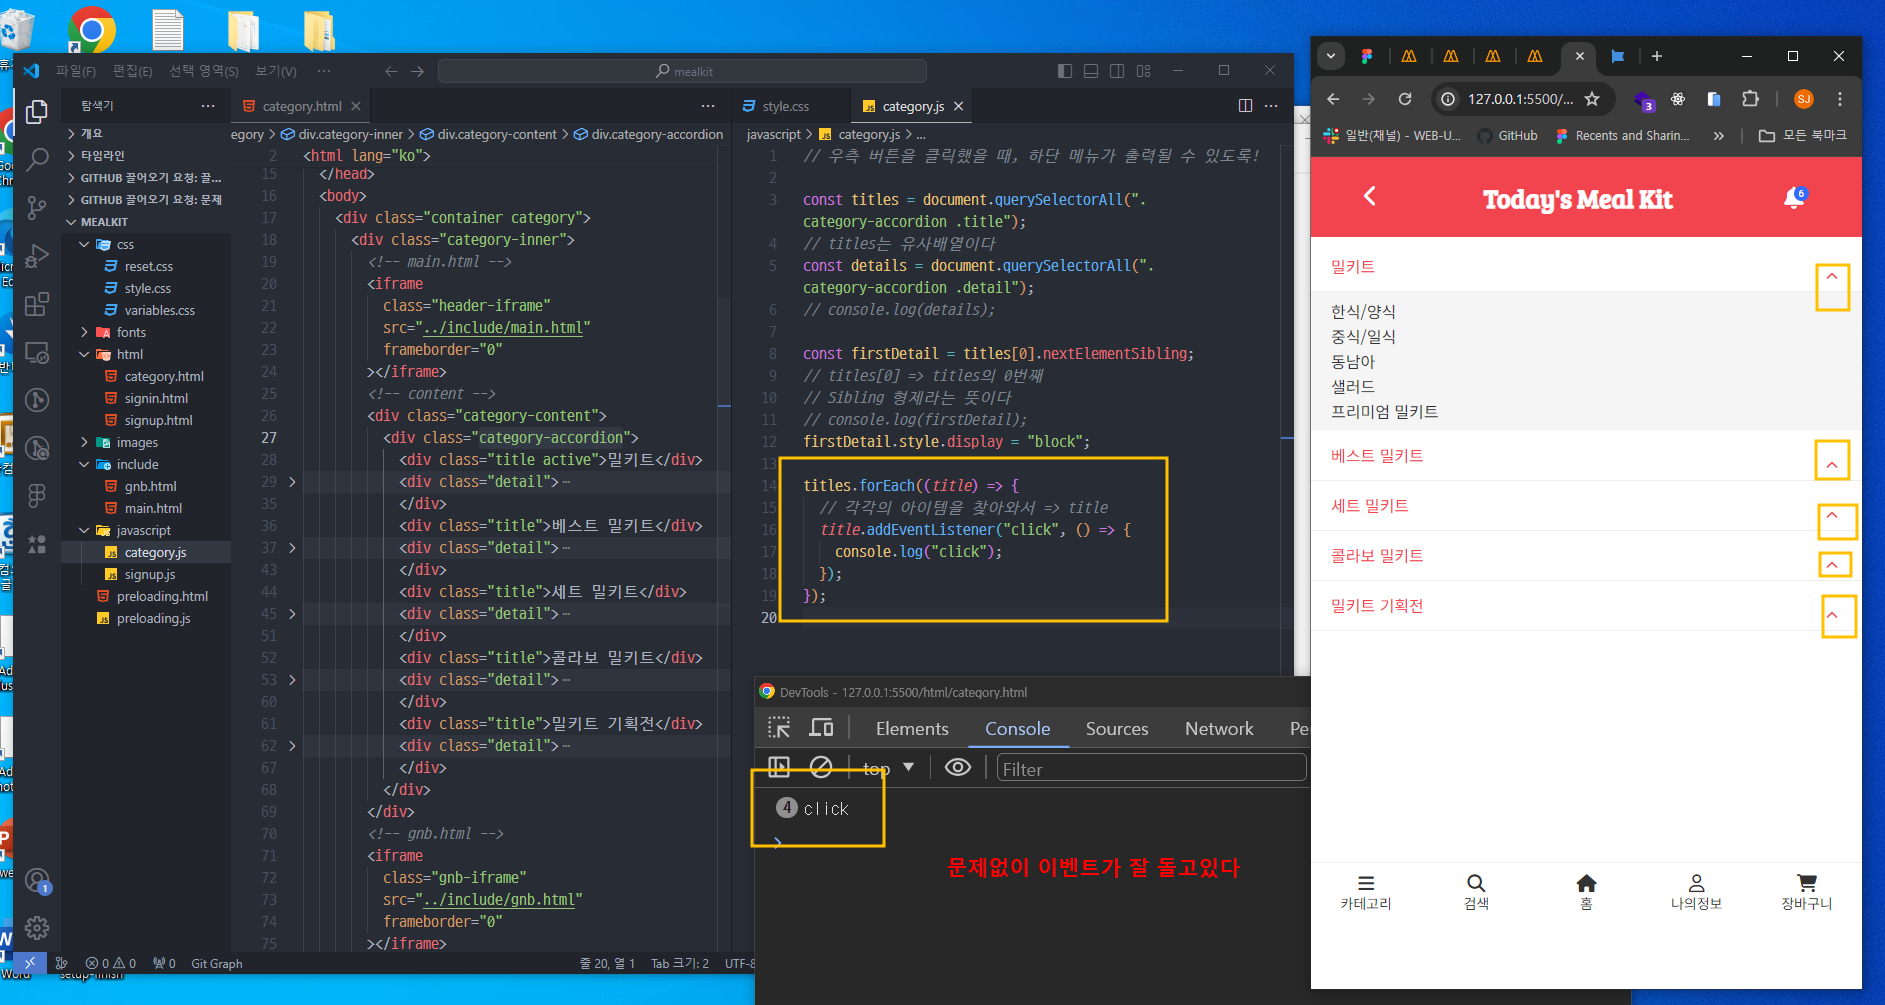 파일(F) 편집(E) 선택 영역(S) 보기(V) ···
mealkit
탐색기
개요
타임라인
GITHUB 끌어오기 요청: 끌...
GITHUB 끌어오기 요청: 문제
MEALKIT
css
reset.css
style.css
variables.css
fonts
html
category.html
signin.html
signup.html
images
include
gnb.html
main.html
javascript
category.js
signup.js
preloading.html
preloading.js
1
category.html
egory > div.category-inner > div.category-content > div.category-accordion
2 <html lang="ko">
15 </head>
16 <body>
17 <div class="container category">
18 <div class="category-inner">
19 <!-- main.html -->
20 <iframe
21 class="header-iframe"
22 src="../include/main.html"
23 frameborder="0"
24 ></iframe>
25 <!-- content -->
26 <div class="category-content">
27 <div class="category-accordion">
28 <div class="title active">밀키트</div>
29 <div class="detail">···
35 </div>
36 <div class="title">베스트 밀키트</div>
37 <div class="detail">···
43 </div>
44 <div class="title">세트 밀키트</div>
45 <div class="detail">···
51 </div>
52 <div class="title">콜라보 밀키트</div>
53 <div class="detail">···
60 </div>
61 <div class="title">밀키트 기획전</div>
62 <div class="detail">···
67 </div>
68 </div>
69 </div>
70 <!-- gnb.html -->
71 <iframe
72 class="gnb-iframe"
73 src="../include/gnb.html"
74 frameborder="0"
75 ></iframe>
style.css
category.js
javascript > category.js > ...
1 // 우측 버튼을 클릭했을 때, 하단 메뉴가 출력될 수 있도록!
2
3 const titles = document.querySelectorAll(".
category-accordion .title");
4 // titles는 유사배열이다
5 const details = document.querySelectorAll(".
category-accordion .detail");
6 // console.log(details);
7
8 const firstDetail = titles[0].nextElementSibling;
9 // titles[0] => titles의 0번째
10 // Sibling 형제라는 뜻이다
11 // console.log(firstDetail);
12 firstDetail.style.display = "block";
13
14 titles.forEach((title) => {
15 // 각각의 아이템을 찾아와서 => title
16 title.addEventListener("click", () => {
17 console.log("click");
18 });
19 });
20
0 0 0 Git Graph
줄 20, 열 1 Tab 크기: 2 UTF-8
DevTools - 127.0.0.1:5500/html/category.html
Elements Console Sources Network Pe
top Filter
4 click
문제없이 이벤트가 잘 돌고있다
127.0.0.1:5500/...
3
SJ
일반(채널) - WEB-U... GitHub Recents and Sharin... » 모든 북마크
Today's Meal Kit
6
밀키트
한식/양식
중식/일식
동남아
샐러드
프리미엄 밀키트
베스트 밀키트
세트 밀키트
콜라보 밀키트
밀키트 기획전
카테고리 검색 홈 나의정보 장바구니
Word